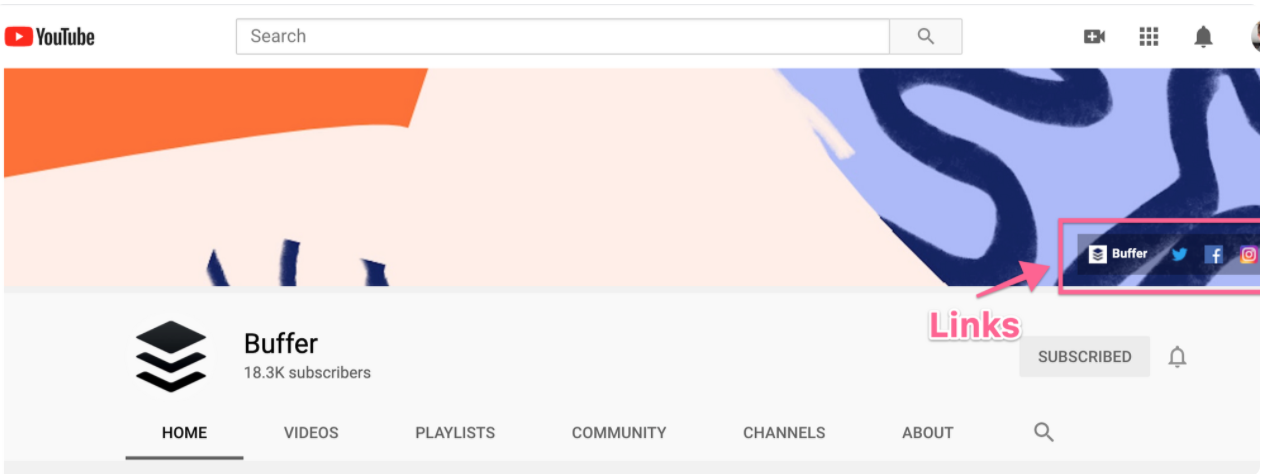 YouTube
Search
Buffer
Links
Buffer
18.3K subscribers
SUBSCRIBED
HOME VIDEOS PLAYLISTS COMMUNITY CHANNELS ABOUT